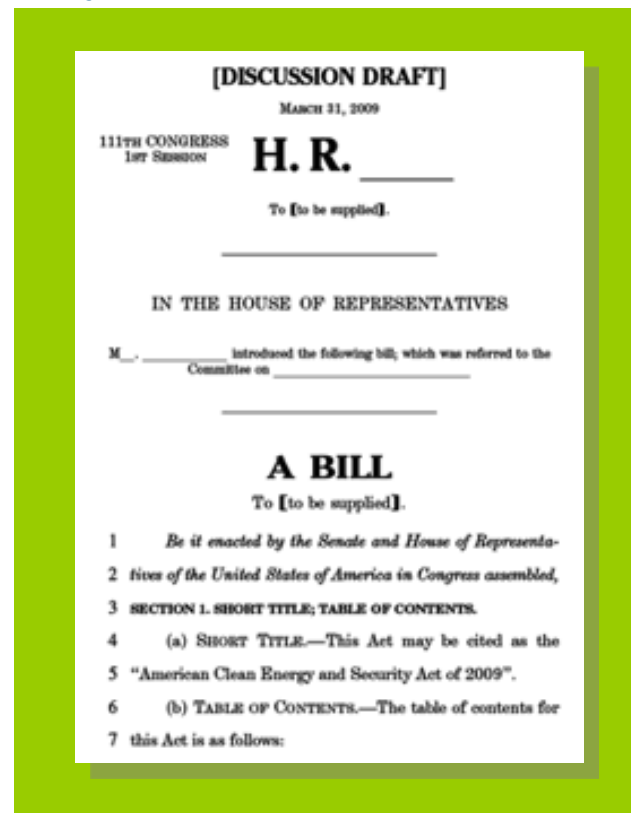 [DISCUSSION DRAFT]
MARCH 31, 2009
111TH CONGRESS
1ST SESSION
H. R. ______
To [to be supplied].
IN THE HOUSE OF REPRESENTATIVES
M__. __________ introduced the following bill; which was referred to the
Committee on ______________________
A BILL
To [to be supplied].
1 Be it enacted by the Senate and House of Representa-
2 tives of the United States of America in Congress assembled,
3 SECTION 1. SHORT TITLE; TABLE OF CONTENTS.
4 (a) SHORT TITLE.—This Act may be cited as the
5 “American Clean Energy and Security Act of 2009”.
6 (b) TABLE OF CONTENTS.—The table of contents for
7 this Act is as follows: